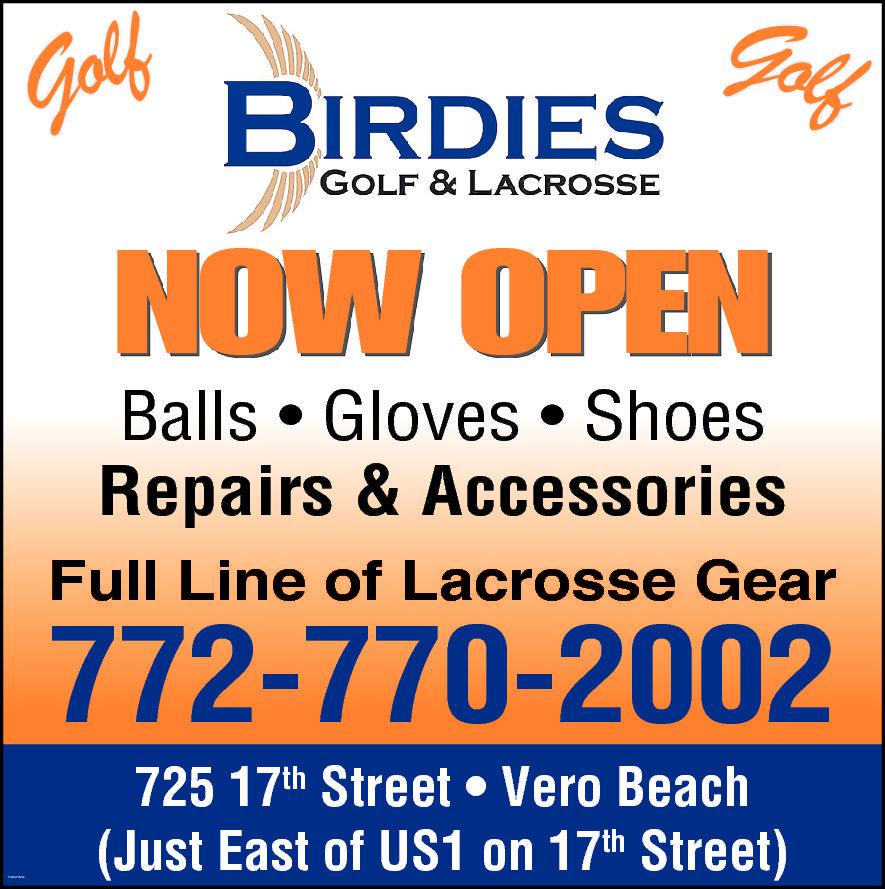 Golf
Golf
BIRDIES
GOLF & LACROSSE
NOW OPEN
Balls • Gloves • Shoes
Repairs & Accessories
Full Line of Lacrosse Gear
772-770-2002
725 17th Street • Vero Beach
(Just East of US1 on 17th Street)